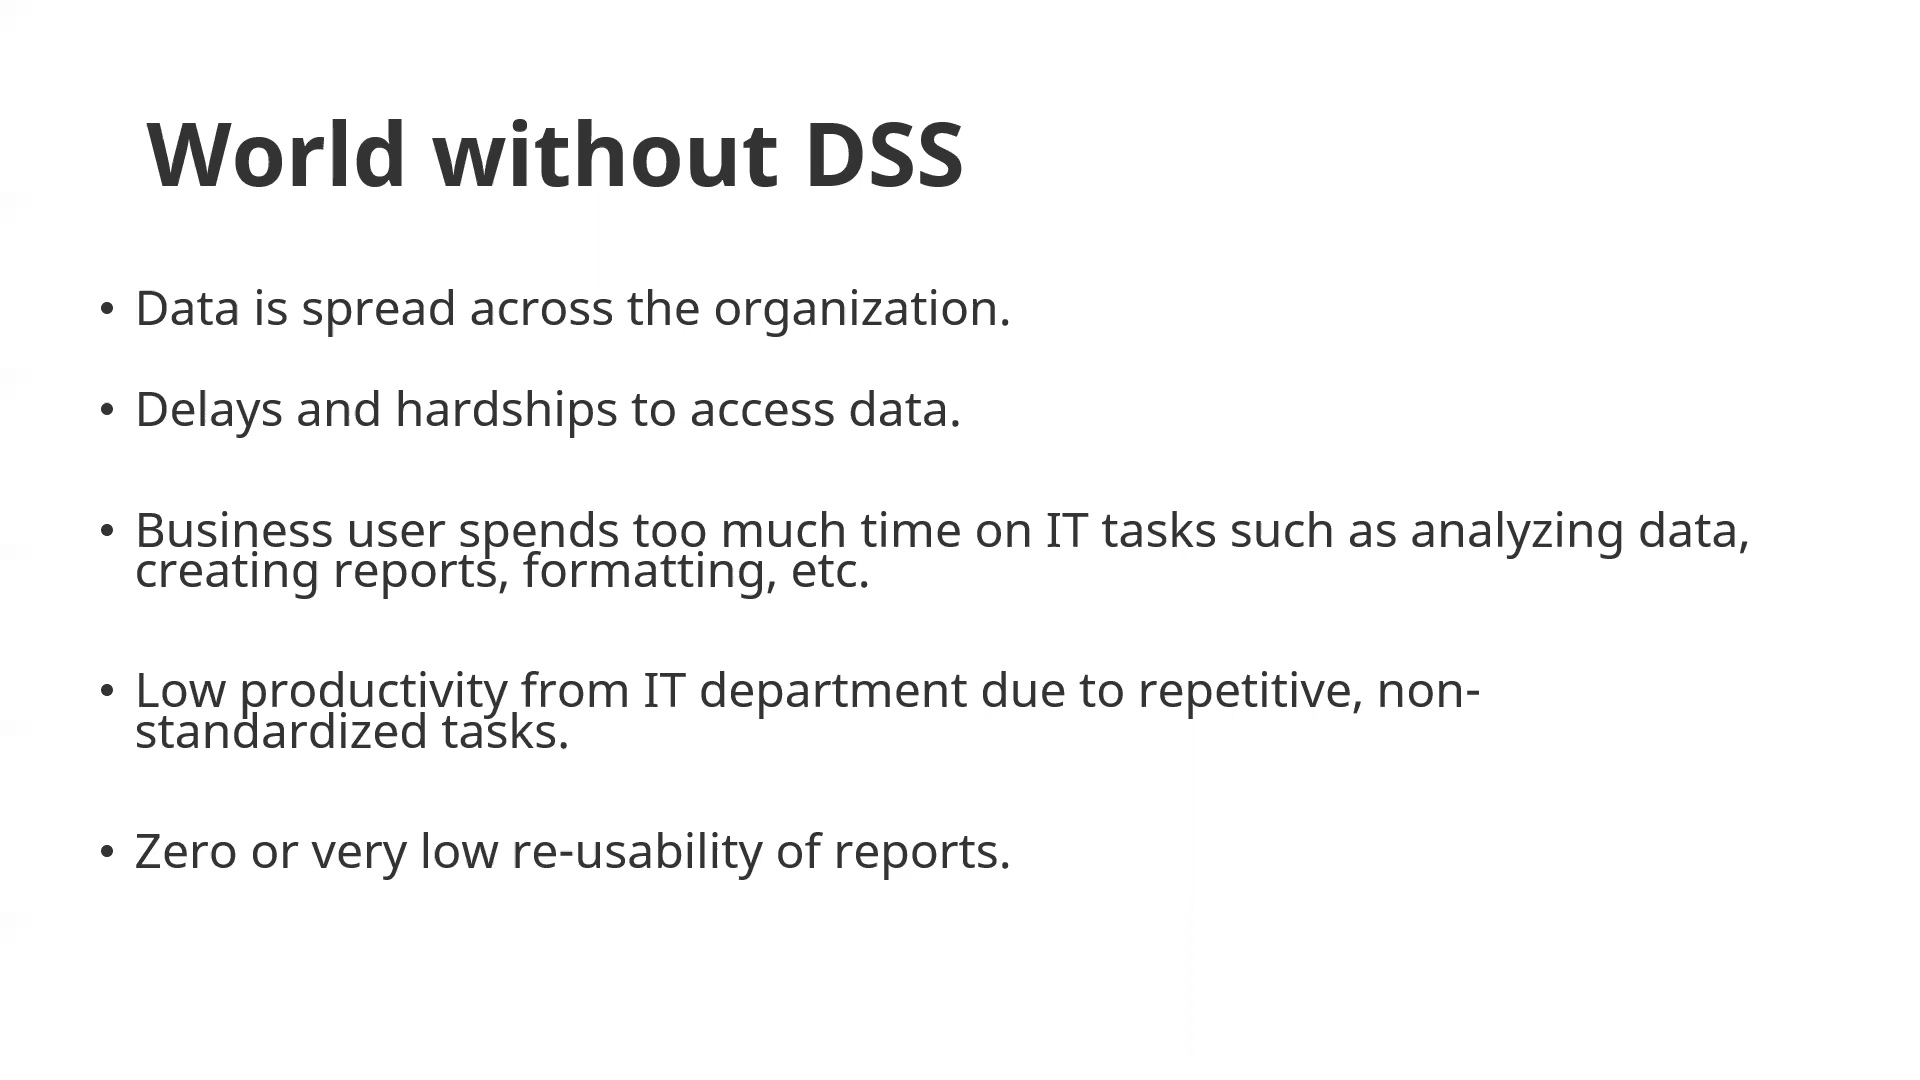 World without DSS
• Data is spread across the organization.
• Delays and hardships to access data.
• Business user spends too much time on IT tasks such as analyzing data,
creating reports, formatting, etc.
• Low productivity from IT department due to repetitive, non-
standardized tasks.
• Zero or very low re-usability of reports.